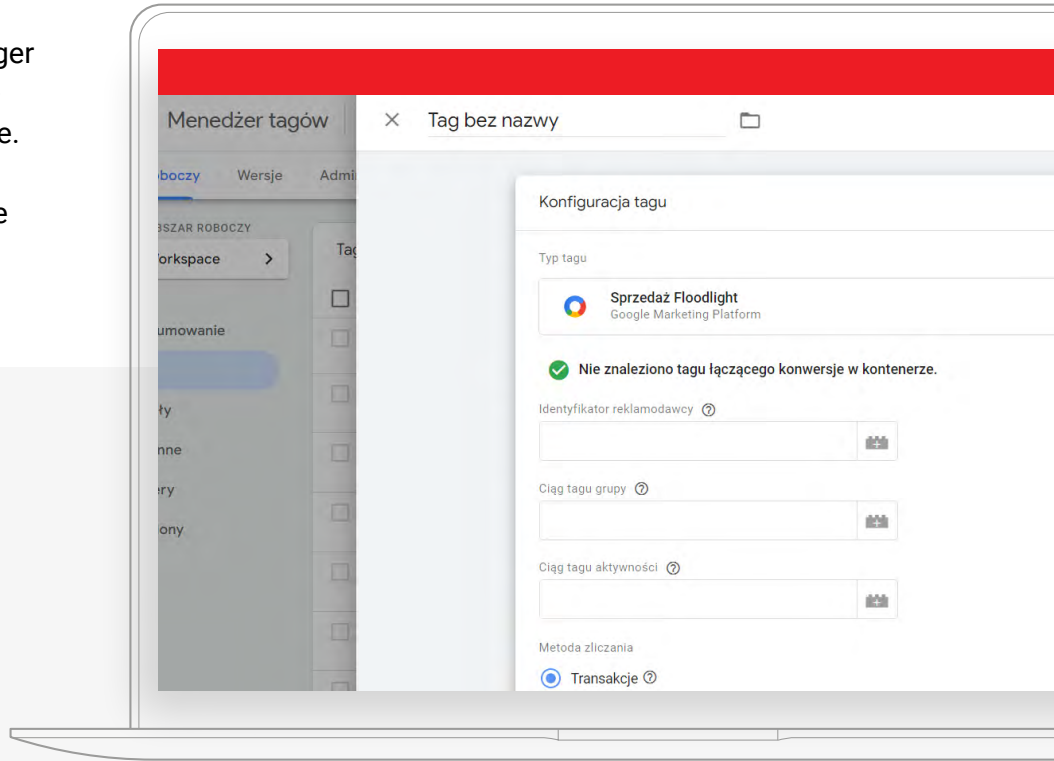 ger
e.
e
Menedżer tagów
Tag bez nazwy
boczy Wersje Admi
BSZAR ROBOCZY
orkspace
umowanie
ły
nne
ry
ony
Tag
Konfiguracja tagu
Typ tagu
Sprzedaż Floodlight
Google Marketing Platform
Nie znaleziono tagu łączącego konwersje w kontenerze.
Identyfikator reklamodawcy
Ciąg tagu grupy
Ciąg tagu aktywności
Metoda zliczania
Transakcje